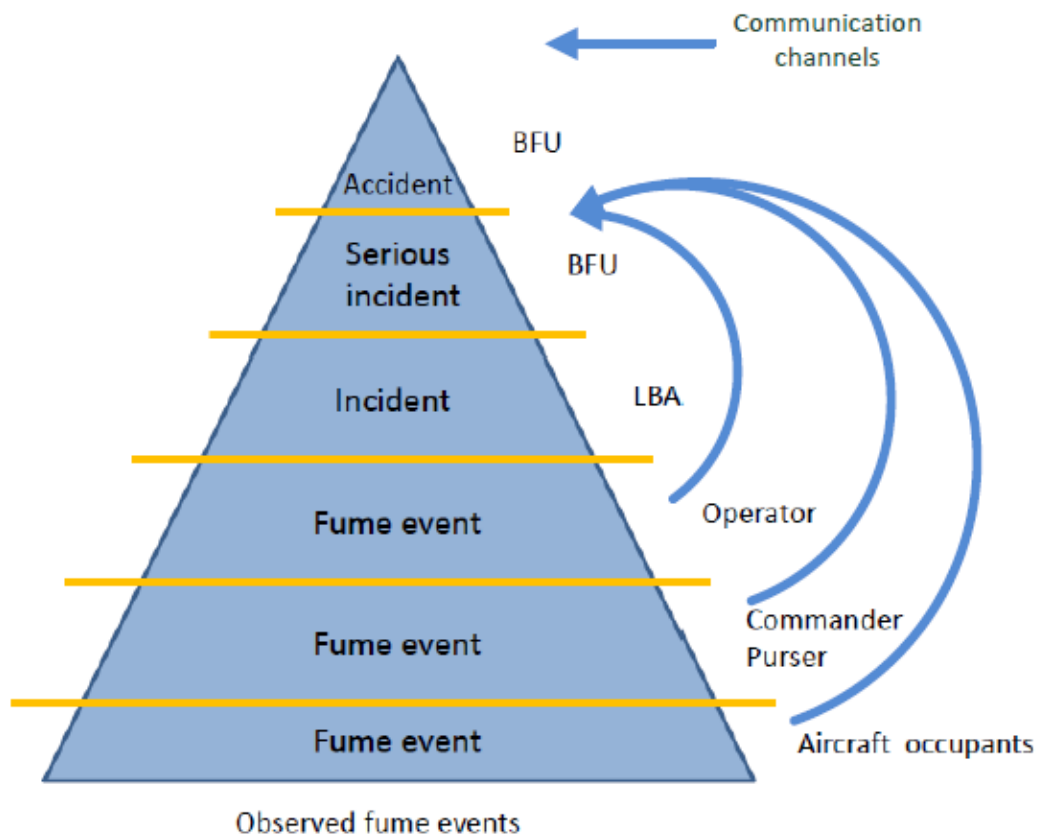 Communication
channels
BFU
Accident
Serious
incident
BFU
Incident
LBA
Fume event
Operator
Fume event
Commander
Purser
Fume event
Aircraft occupants
Observed fume events